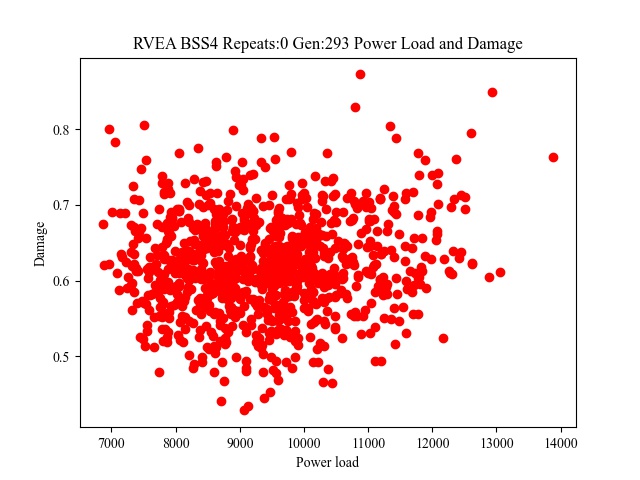 RVEA BSS4 Repeats:0 Gen:293 Power Load and Damage
0.8
0.7
0.6
0.5
Damage
7000 8000 9000 10000 11000 12000 13000 14000
Power load